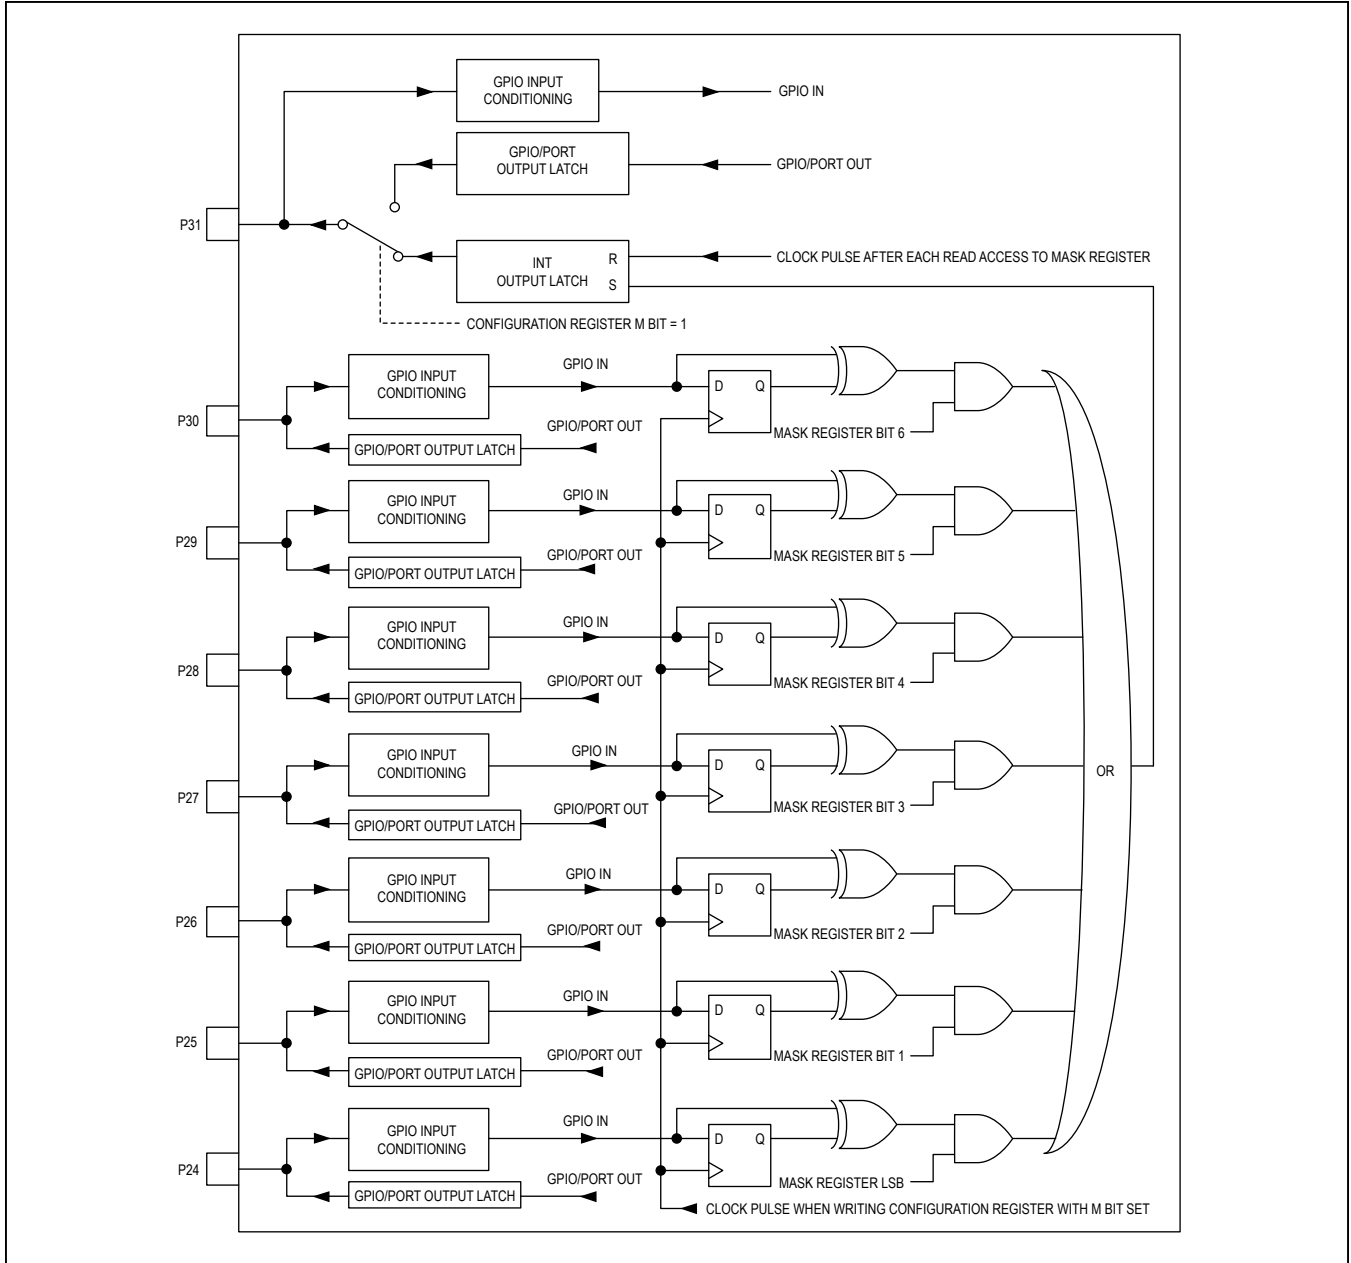 GPIO INPUT
CONDITIONING
GPIO IN
GPIO/PORT
OUTPUT LATCH
GPIO/PORT OUT
P31
INT
OUTPUT LATCH
R
S
CLOCK PULSE AFTER EACH READ ACCESS TO MASK REGISTER
CONFIGURATION REGISTER M BIT = 1
P30
GPIO INPUT
CONDITIONING
GPIO IN
GPIO/PORT OUT
GPIO/PORT OUTPUT LATCH
D
Q
MASK REGISTER BIT 6
P29
GPIO INPUT
CONDITIONING
GPIO IN
GPIO/PORT OUT
GPIO/PORT OUTPUT LATCH
D
Q
MASK REGISTER BIT 5
P28
GPIO INPUT
CONDITIONING
GPIO IN
GPIO/PORT OUT
GPIO/PORT OUTPUT LATCH
D
Q
MASK REGISTER BIT 4
P27
GPIO INPUT
CONDITIONING
GPIO IN
GPIO/PORT OUT
GPIO/PORT OUTPUT LATCH
D
Q
MASK REGISTER BIT 3
OR
P26
GPIO INPUT
CONDITIONING
GPIO IN
GPIO/PORT OUT
GPIO/PORT OUTPUT LATCH
D
Q
MASK REGISTER BIT 2
P25
GPIO INPUT
CONDITIONING
GPIO IN
GPIO/PORT OUT
GPIO/PORT OUTPUT LATCH
D
Q
MASK REGISTER BIT 1
P24
GPIO INPUT
CONDITIONING
GPIO IN
GPIO/PORT OUT
GPIO/PORT OUTPUT LATCH
D
Q
MASK REGISTER LSB
CLOCK PULSE WHEN WRITING CONFIGURATION REGISTER WITH M BIT SET